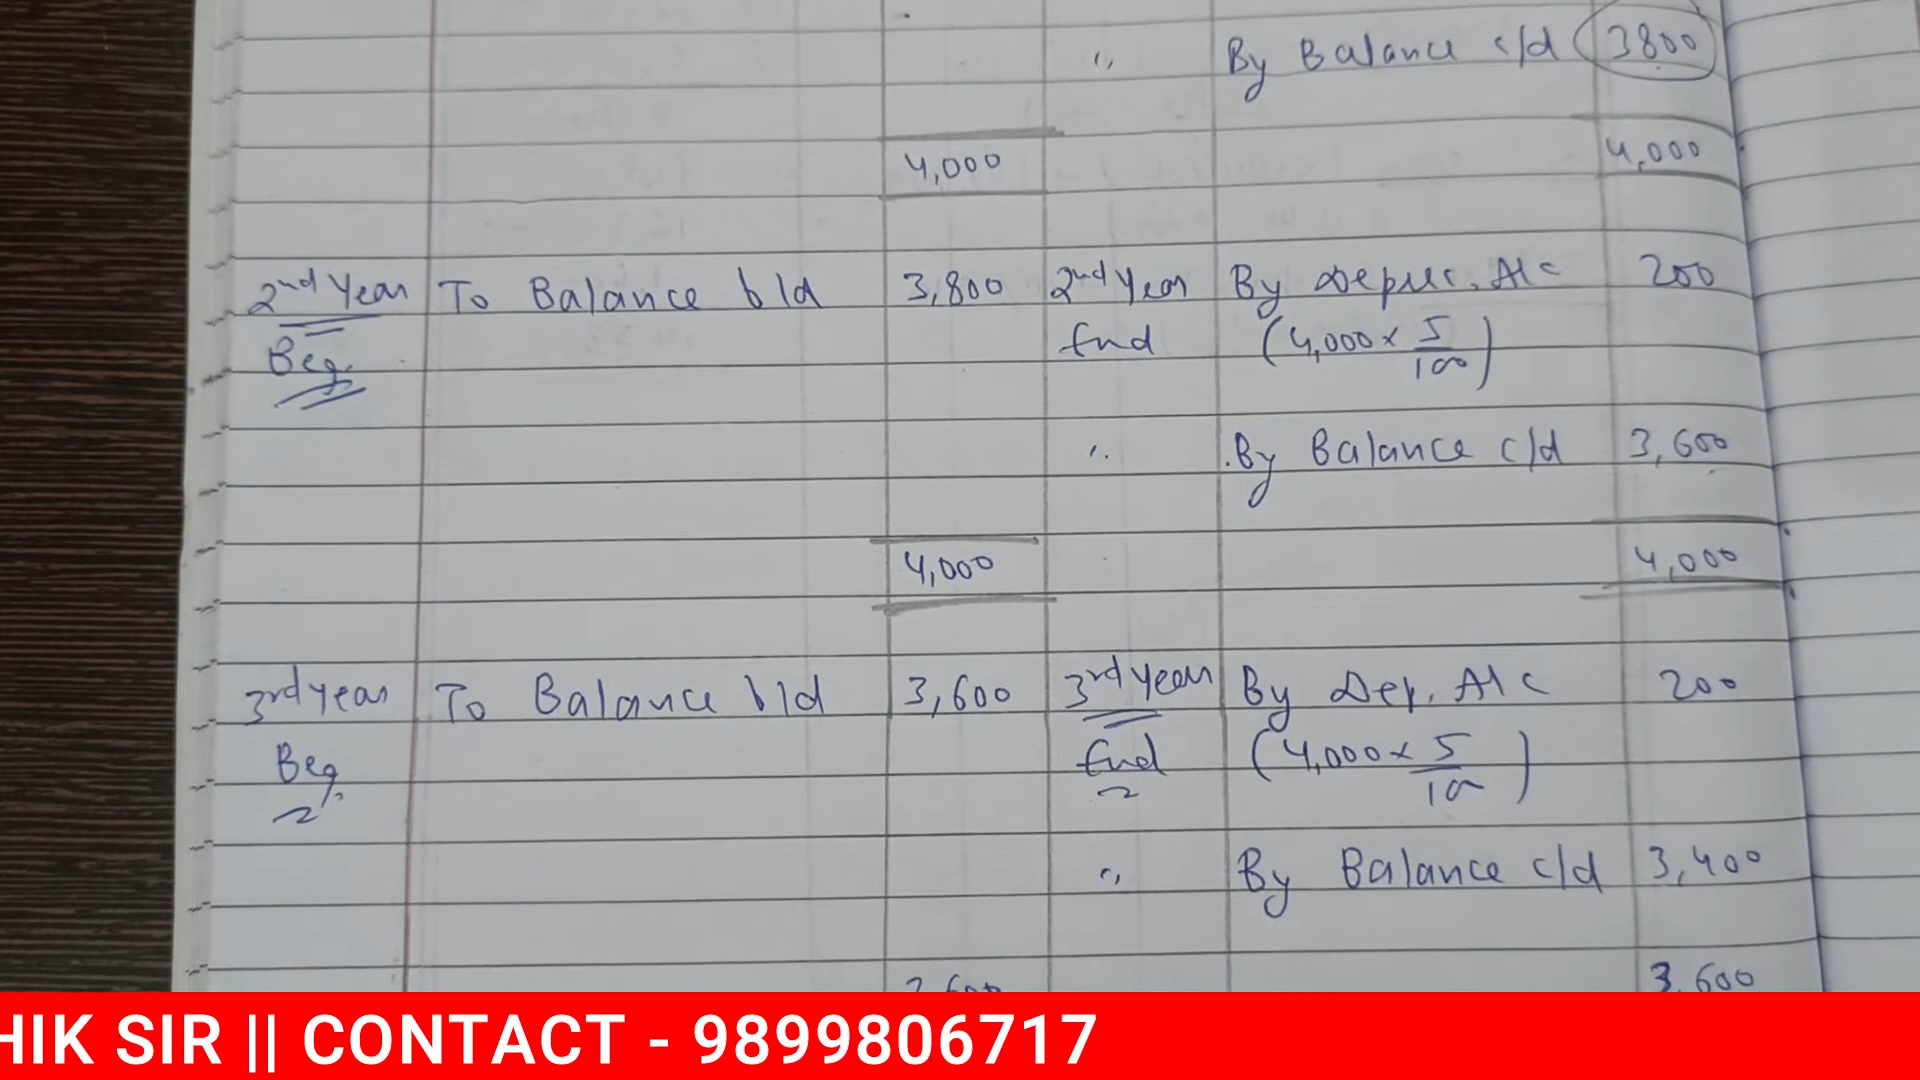 " By Balance c/d 3800
4,000 4,000
2nd Year To Balance b/d 3,800 2nd Year By Deprec. A/c 200
Beg. End (4,000 × 5/100)
" By Balance c/d 3,600
4,000 4,000
3rd year To Balance b/d 3,600 3rd year By Dep. A/c 200
Beg. End (4,000 × 5/100)
" By Balance c/d 3,400
3,600 3,600
HIK SIR || CONTACT - 9899806717